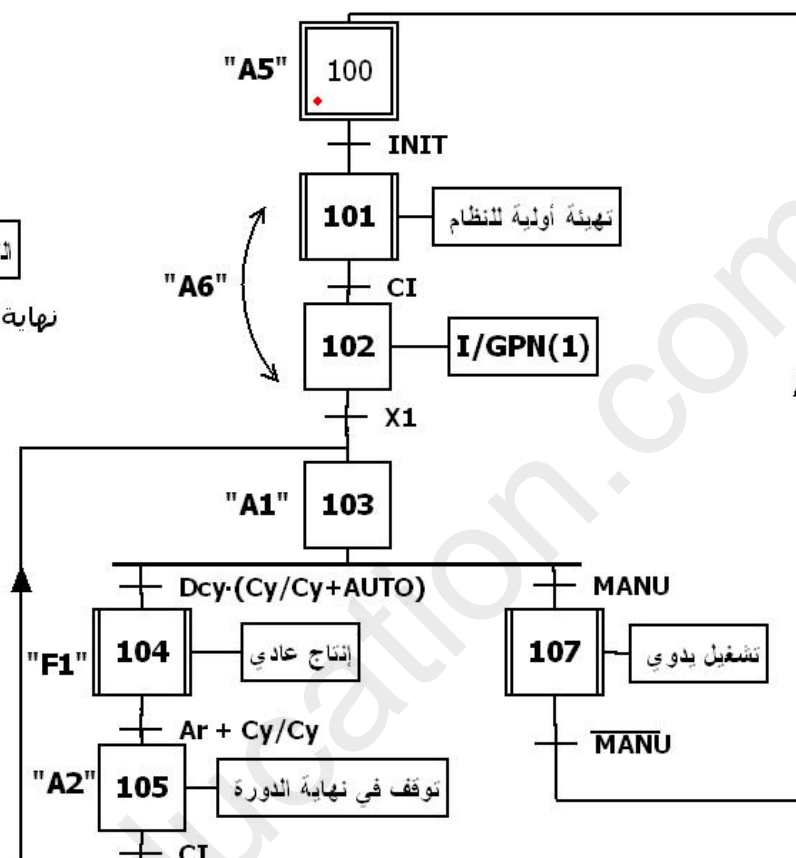 "A5" 100
INIT
101 تهيئة أولية للنظام
"A6" CI
نهاية
102 I/GPN(1)
X1
"A1" 103
Dcy·(Cy/Cy+AUTO) MANU
"F1" 104 إنتاج عادي 107 تشغيل يدوي
Ar + Cy/Cy M̅A̅N̅U̅
"A2" 105 توقف في نهاية الدورة
CI
ucation.com